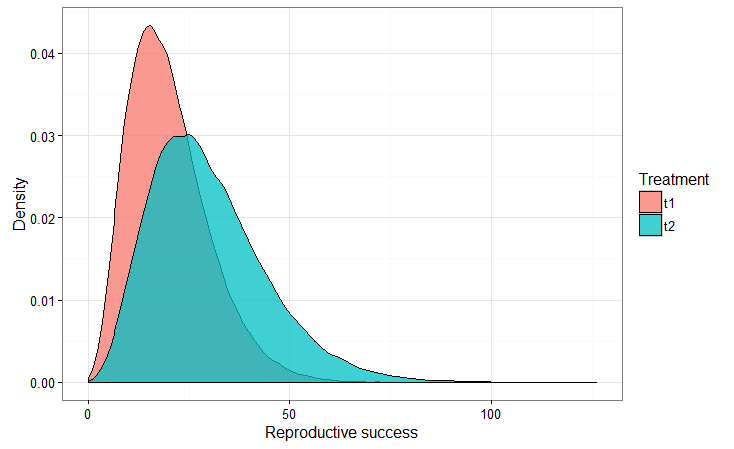 0.04
0.03
0.02
0.01
0.00
Density
0 50 100
Reproductive success
Treatment
t1
t2